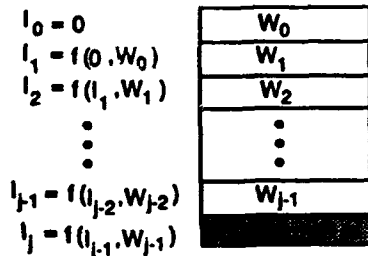 I₀ = 0 W₀
I₁ = f(0,W₀) W₁
I₂ = f(I₁,W₁) W₂
Iⱼ₋₁ = f(Iⱼ₋₂,Wⱼ₋₂) Wⱼ₋₁
Iⱼ = f(Iⱼ₋₁,Wⱼ₋₁)